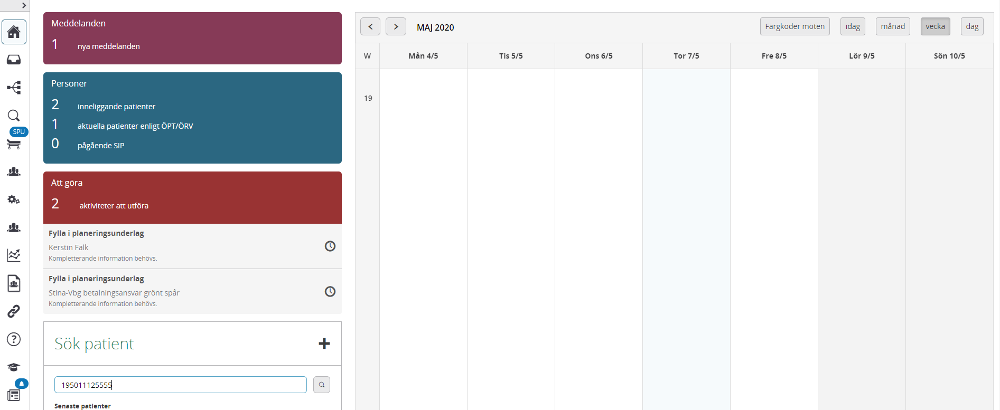 SPU
Meddelanden
1 nya meddelanden
Personer
2 inneliggande patienter
1 aktuella patienter enligt ÖPT/ÖRV
0 pågående SIP
Att göra
2 aktiviteter att utföra
Fylla i planeringsunderlag
Kerstin Falk
Kompletterande information behövs.
Fylla i planeringsunderlag
Stina-Vbg betalningsansvar grönt spår
Kompletterande information behövs.
Sök patient
195011125555
Senaste patienter
MAJ 2020
Färgkoder möten idag månad vecka dag
W Mån 4/5 Tis 5/5 Ons 6/5 Tor 7/5 Fre 8/5 Lör 9/5 Sön 10/5
19